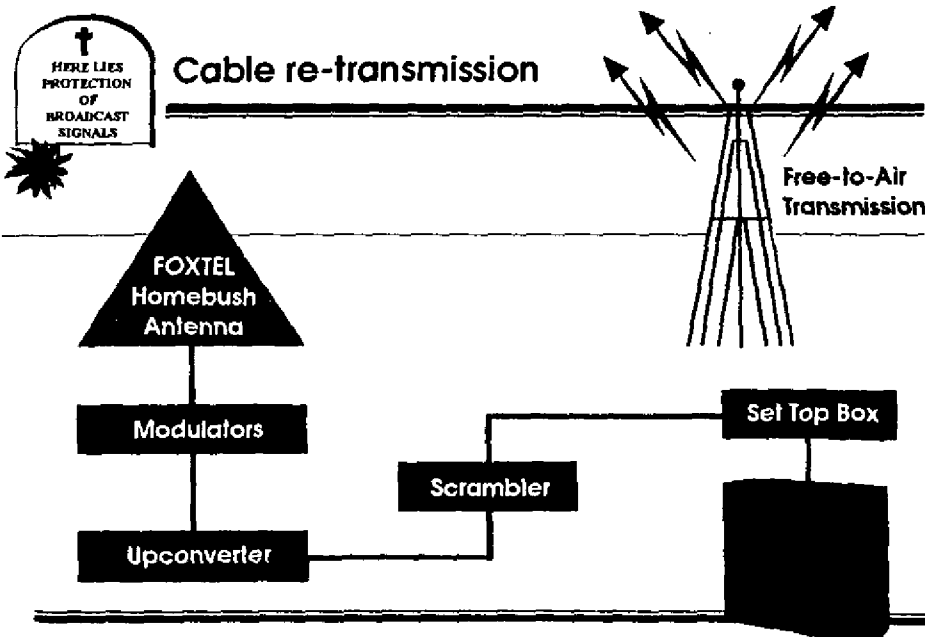 HERE LIES
PROTECTION
OF
BROADCAST
SIGNALS
Cable re-transmission
Free-to-Air
Transmission
FOXTEL
Homebush
Antenna
Modulators
Set Top Box
Scrambler
Upconverter